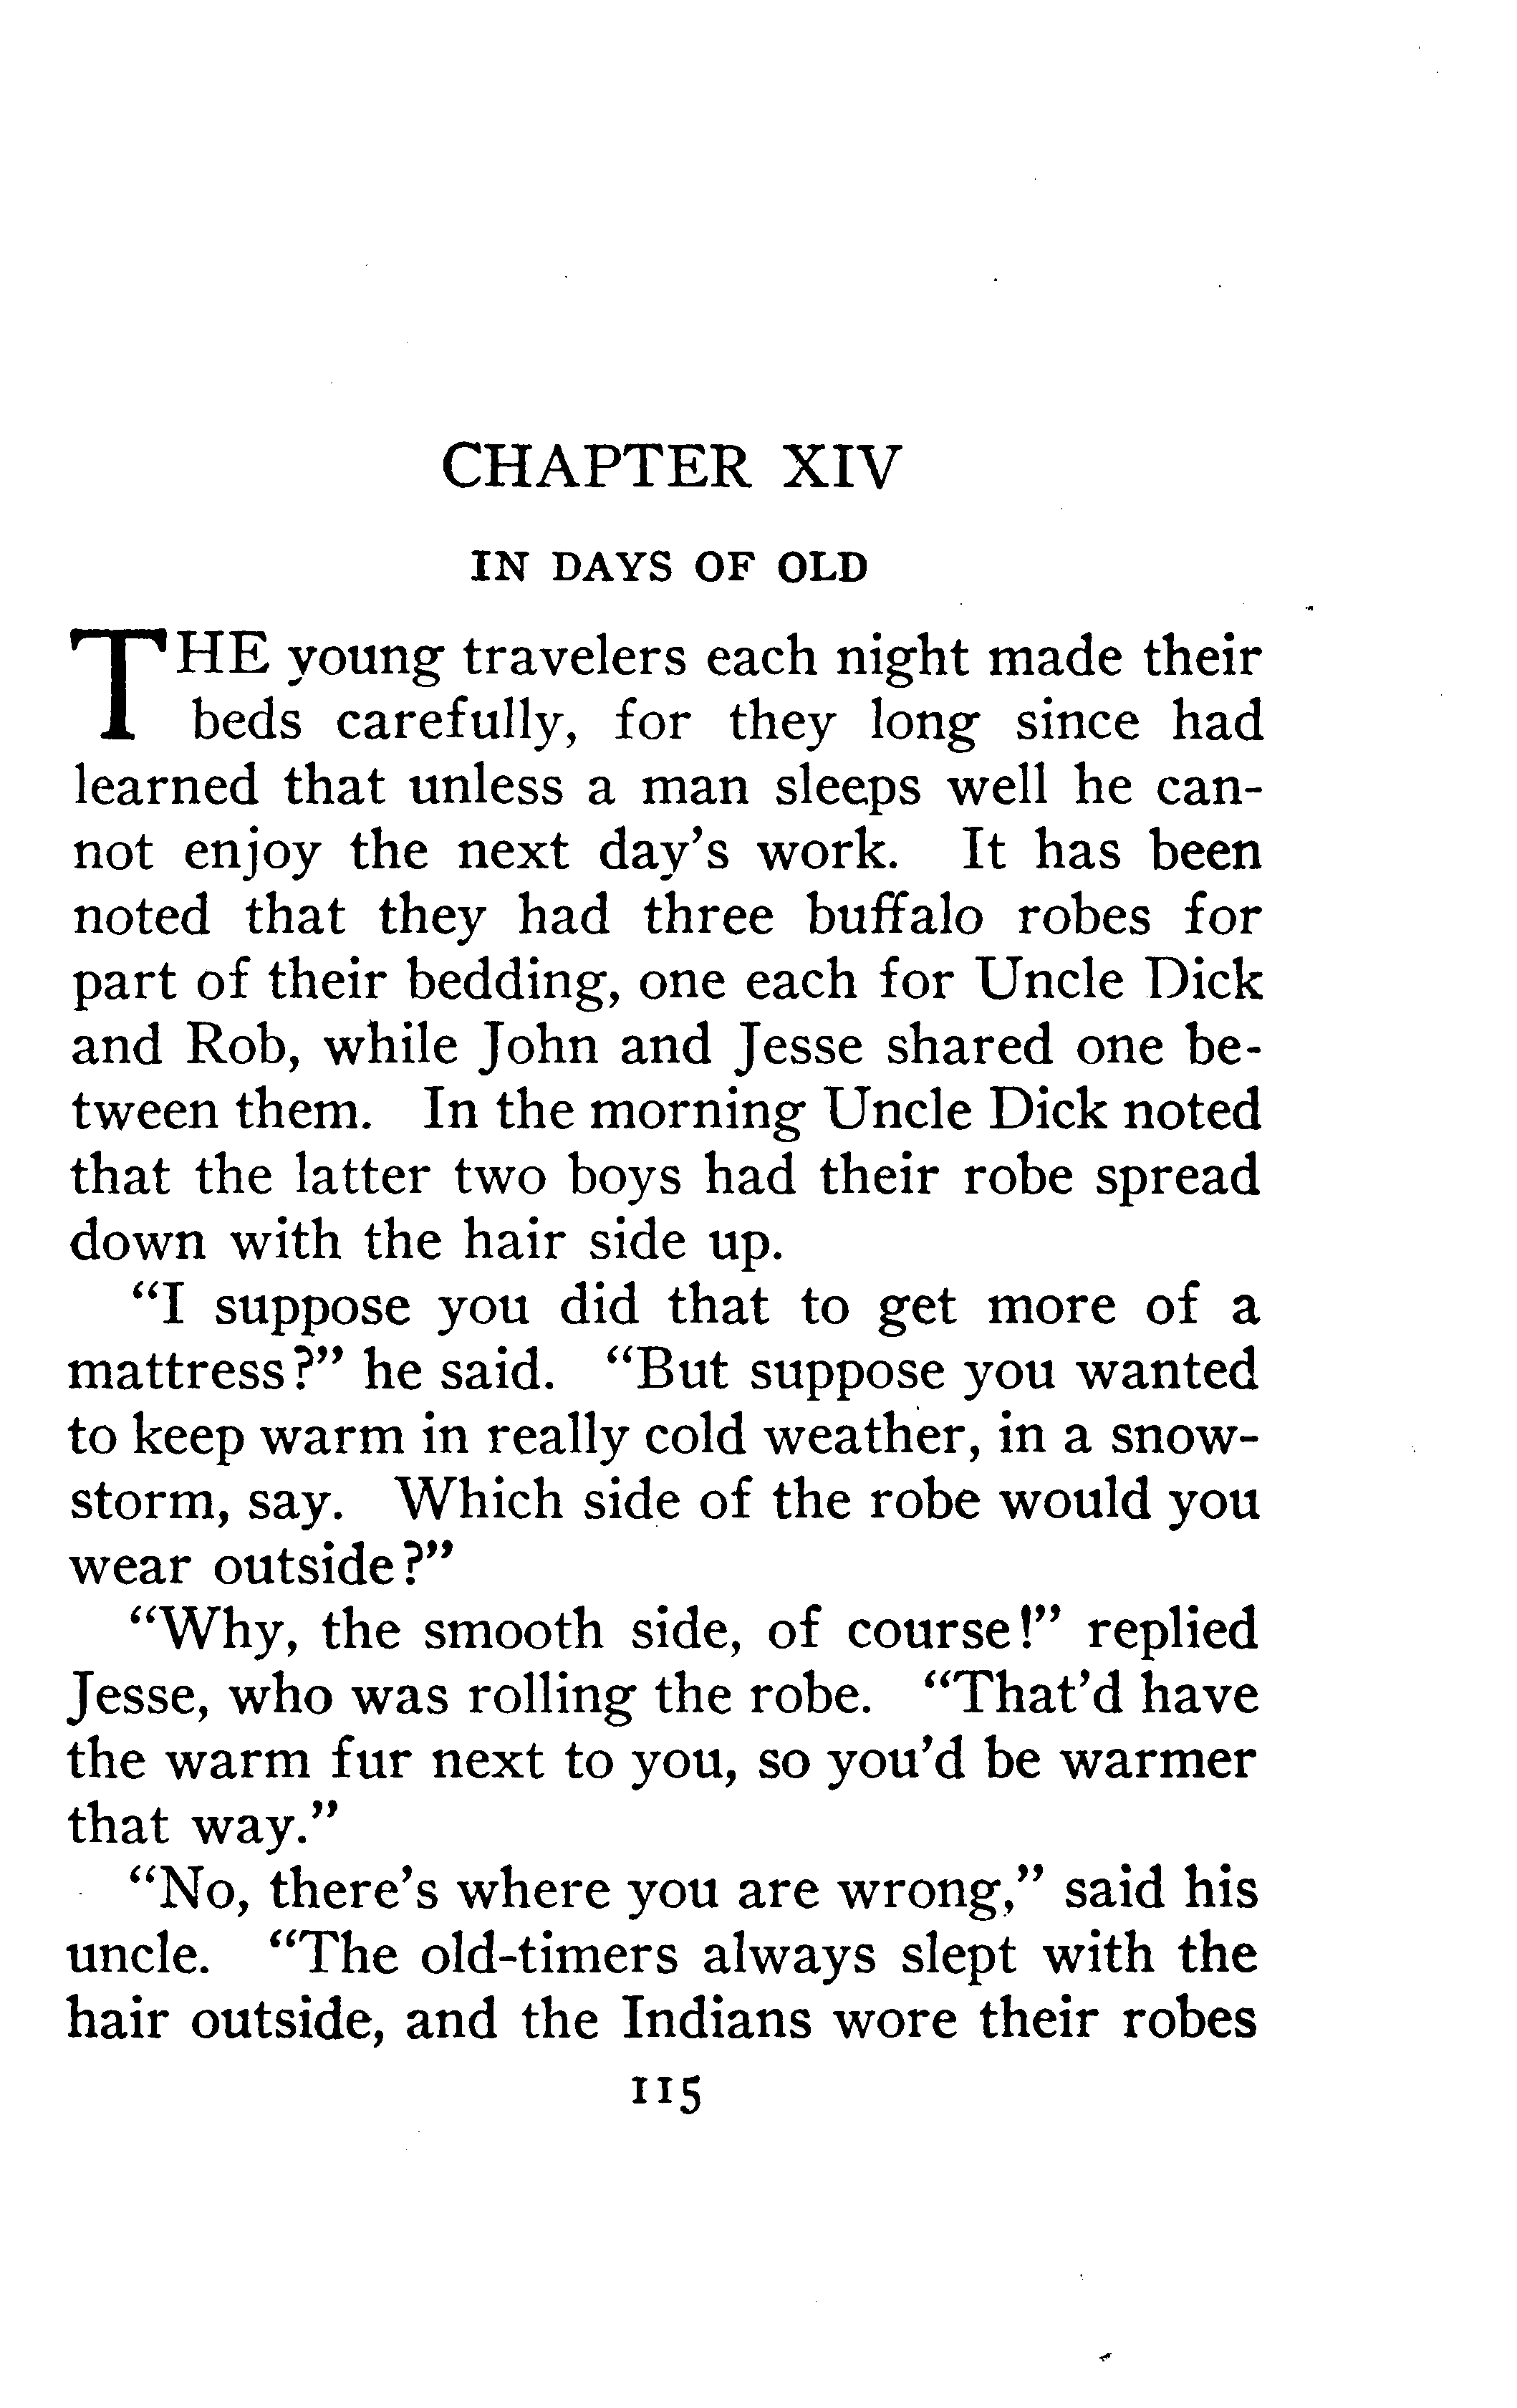 CHAPTER XIV
IN DAYS OF OLD
THE young travelers each night made their
beds carefully, for they long since had
learned that unless a man sleeps well he can-
not enjoy the next day's work. It has been
noted that they had three buffalo robes for
part of their bedding, one each for Uncle Dick
and Rob, while John and Jesse shared one be-
tween them. In the morning Uncle Dick noted
that the latter two boys had their robe spread
down with the hair side up.
"I suppose you did that to get more of a
mattress?" he said. "But suppose you wanted
to keep warm in really cold weather, in a snow-
storm, say. Which side of the robe would you
wear outside?"
"Why, the smooth side, of course!" replied
Jesse, who was rolling the robe. "That'd have
the warm fur next to you, so you'd be warmer
that way."
"No, there's where you are wrong," said his
uncle. "The old-timers always slept with the
hair outside, and the Indians wore their robes
115